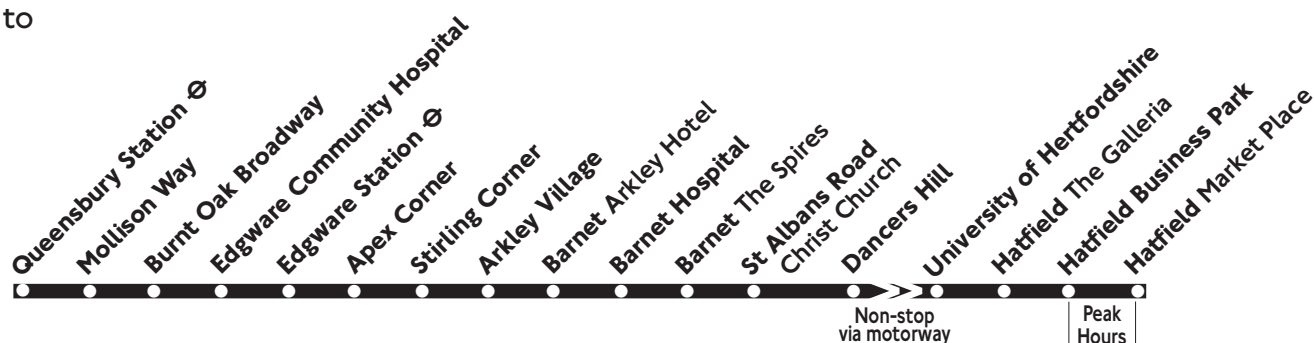 to
Queensbury Station
Mollison Way
Burnt Oak Broadway
Edgware Community Hospital
Edgware Station
Apex Corner
Stirling Corner
Arkley Village
Barnet Arkley Hotel
Barnet Hospital
Barnet The Spires
St Albans Road
Christ Church
Dancers Hill
University of Hertfordshire
Hatfield The Galleria
Hatfield Business Park
Hatfield Market Place
Non-stop
via motorway
Peak
Hours